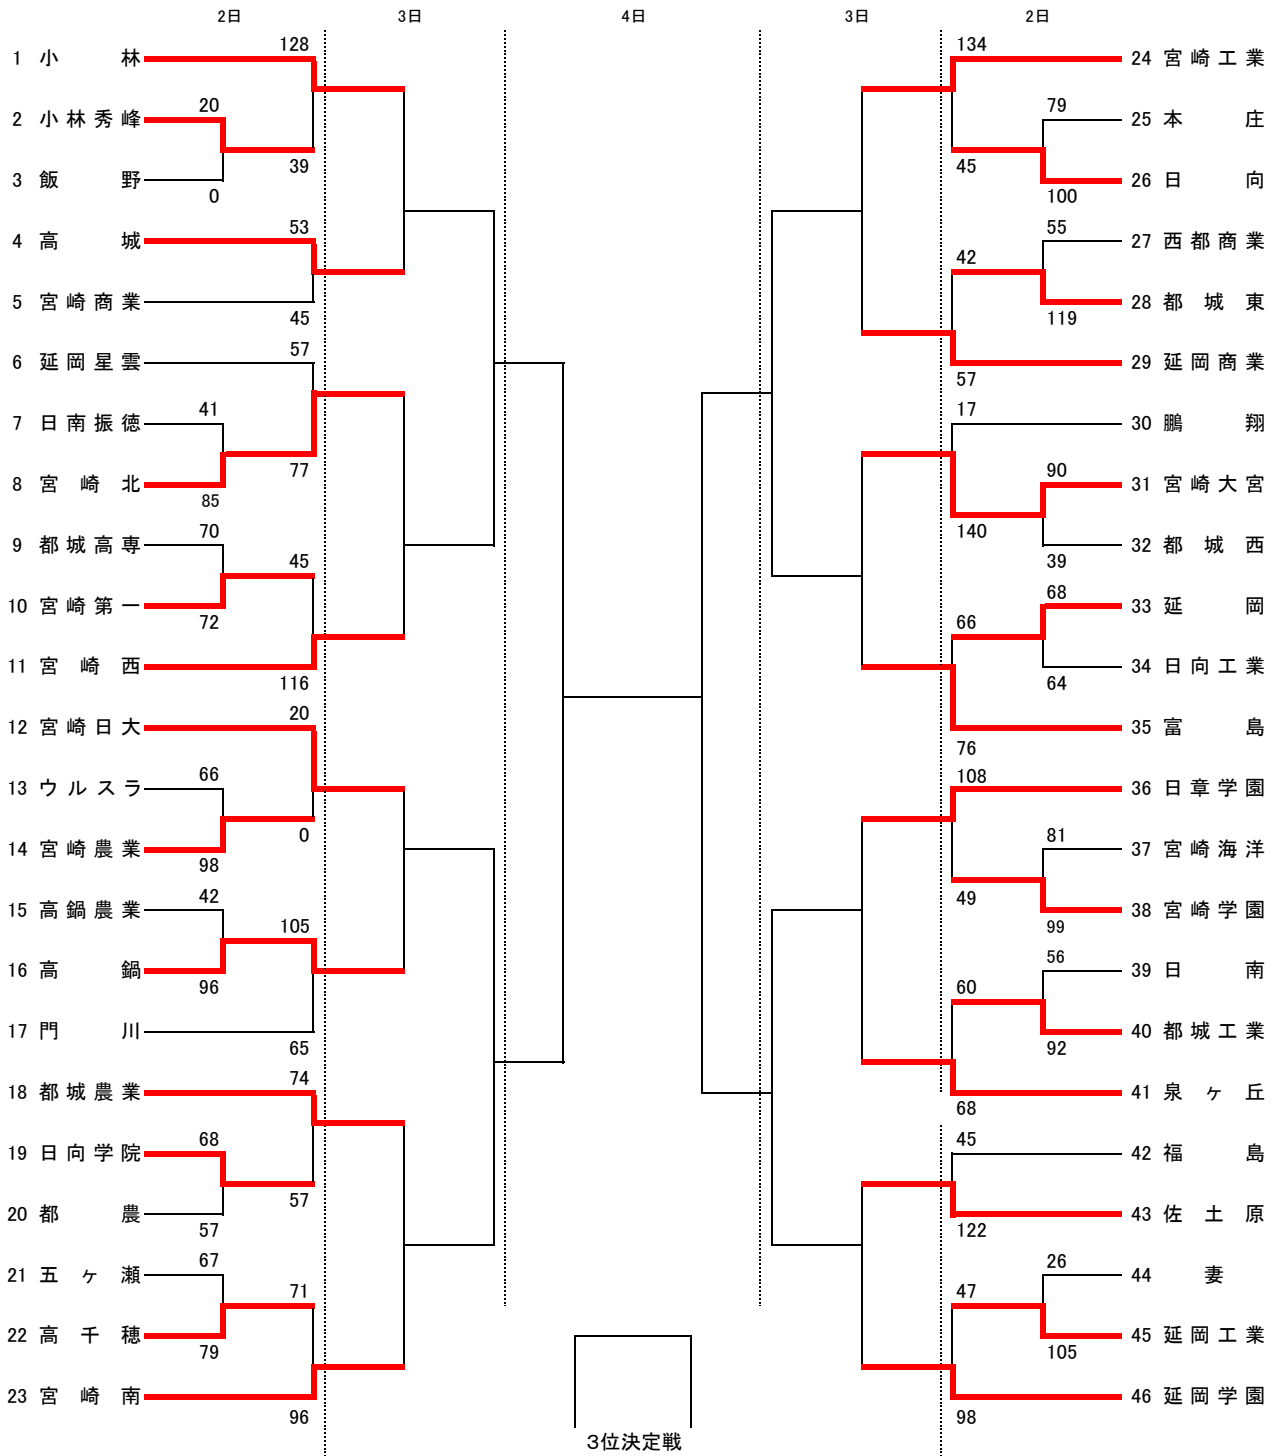 2日 3日 4日 3日 2日
128 134
1 小 林 24 宮崎工業
20 79
2 小林秀峰 25 本 庄
39 45
3 飯 野 26 日 向
0 100
53 55
4 高 城 27 西都商業
42
5 宮崎商業 28 都 城 東
45 119
57
6 延岡星雲 29 延岡商業
57
41 17
7 日南振徳 30 鵬 翔
77 90
8 宮 崎 北 31 宮崎大宮
85
70 140
9 都城高専 32 都 城 西
45 39
68
10 宮崎第一 33 延 岡
72 66
11 宮 崎 西 34 日向工業
116 64
20
12 宮崎日大 35 富 島
76
66 108
13 ウルスラ 36 日章学園
0 81
14 宮崎農業 37 宮崎海洋
98
42 49
15 高鍋農業 38 宮崎学園
105 99
56
16 高 鍋 39 日 南
96 60
17 門 川 40 都城工業
65 92
74
18 都城農業 41 泉 ヶ 丘
68
68 45
19 日向学院 42 福 島
57
20 都 農 43 佐 土 原
57 122
67 26
21 五 ヶ 瀬 44 妻
71 47
22 高 千 穂 45 延岡工業
79 105
23 宮 崎 南 46 延岡学園
96 98
3位決定戦